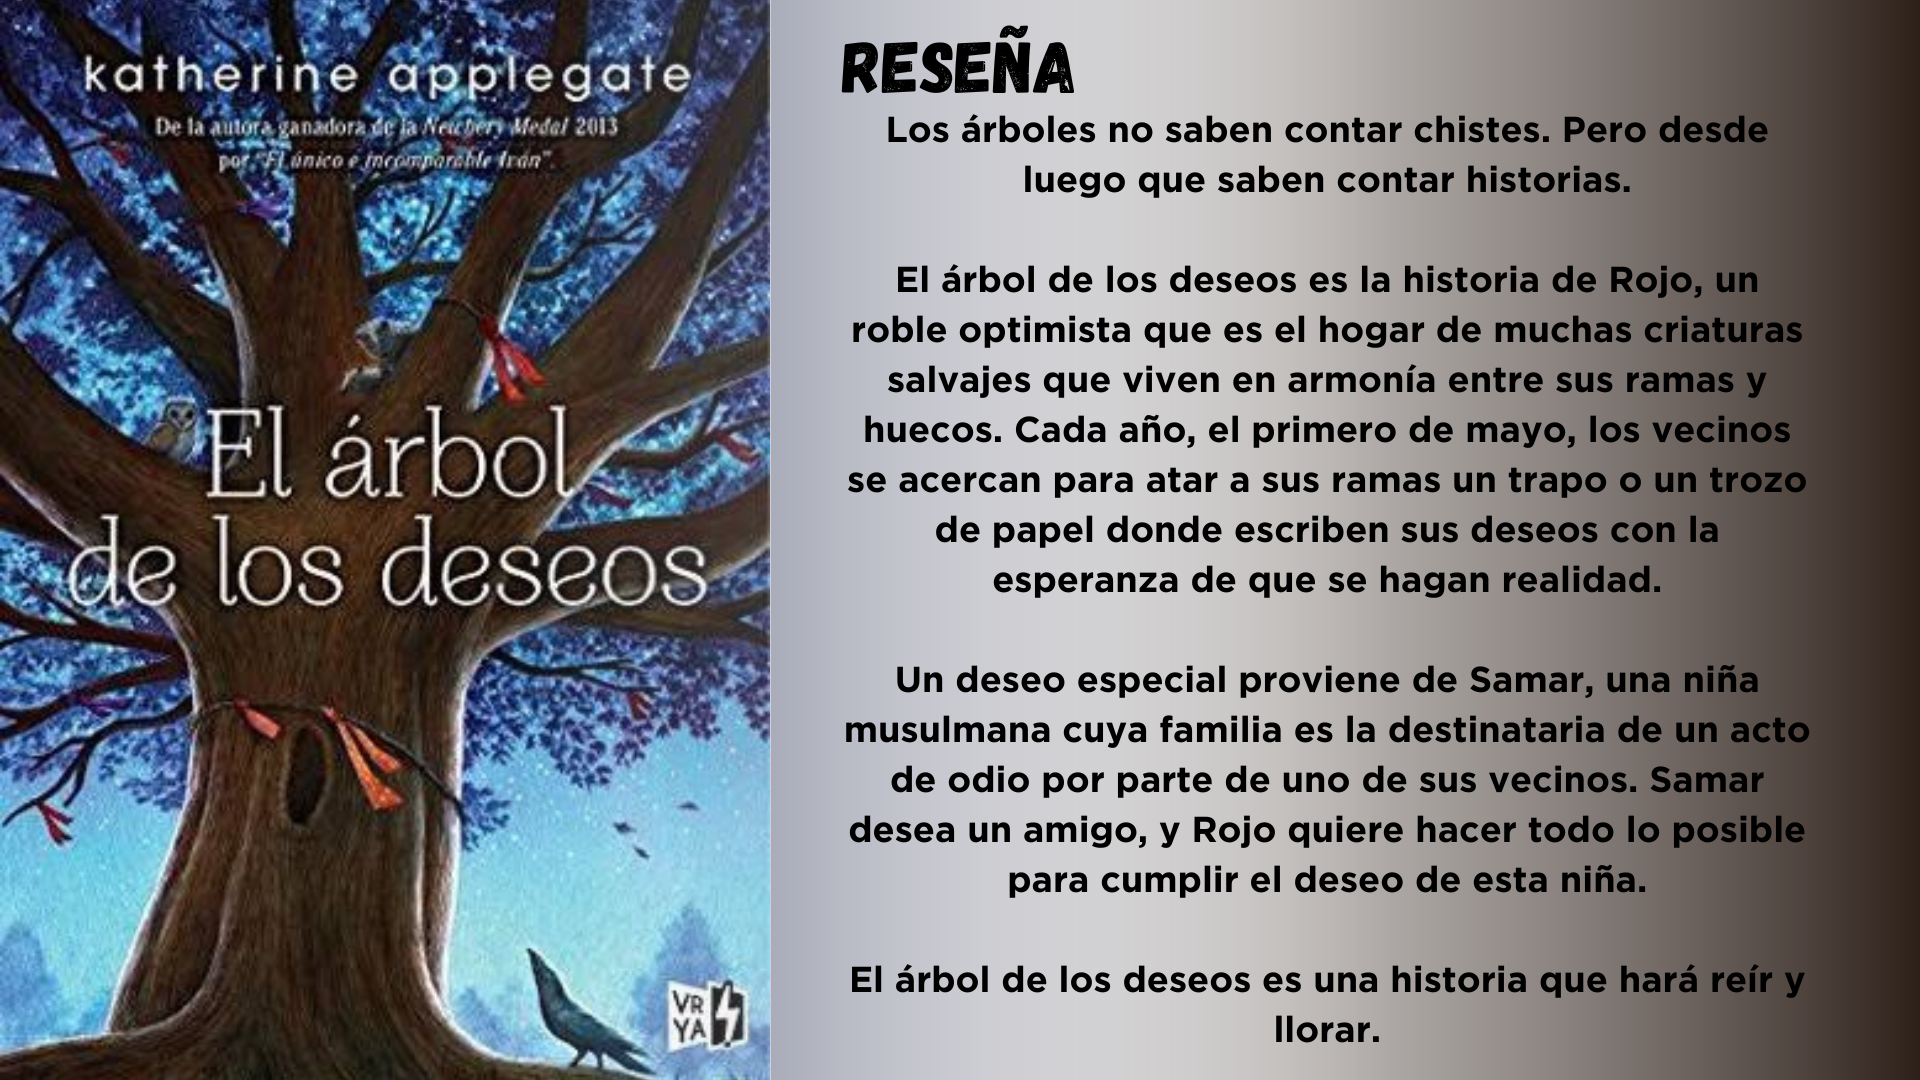 katherine applegate
De la autora ganadora de la Newbery Medal 2013
por "El único e incomparable Iván".
El árbol
de los deseos
VR
YA
RESEÑA
Los árboles no saben contar chistes. Pero desde
luego que saben contar historias.
El árbol de los deseos es la historia de Rojo, un
roble optimista que es el hogar de muchas criaturas
salvajes que viven en armonía entre sus ramas y
huecos. Cada año, el primero de mayo, los vecinos
se acercan para atar a sus ramas un trapo o un trozo
de papel donde escriben sus deseos con la
esperanza de que se hagan realidad.
Un deseo especial proviene de Samar, una niña
musulmana cuya familia es la destinataria de un acto
de odio por parte de uno de sus vecinos. Samar
desea un amigo, y Rojo quiere hacer todo lo posible
para cumplir el deseo de esta niña.
El árbol de los deseos es una historia que hará reír y
llorar.